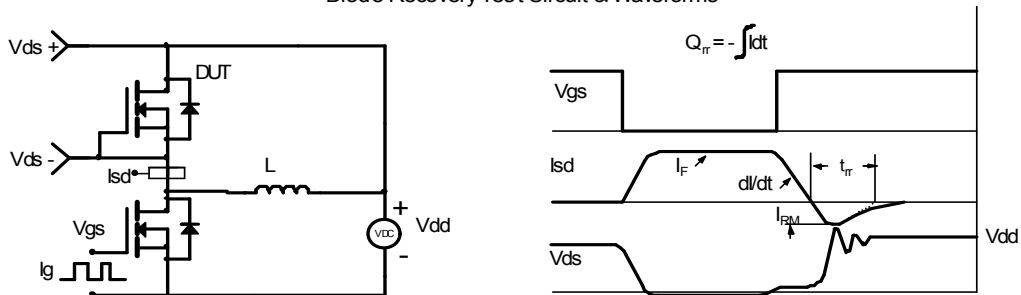 Diode Recovery Test Circuit & Waveforms
Vds +
DUT
Vds -
Isd
L
Vgs
Ig
VDC
+
-
Vdd
Qrr = - ∫ Idt
Vgs
Isd
IF
dI/dt
trr
IRM
Vds
Vdd